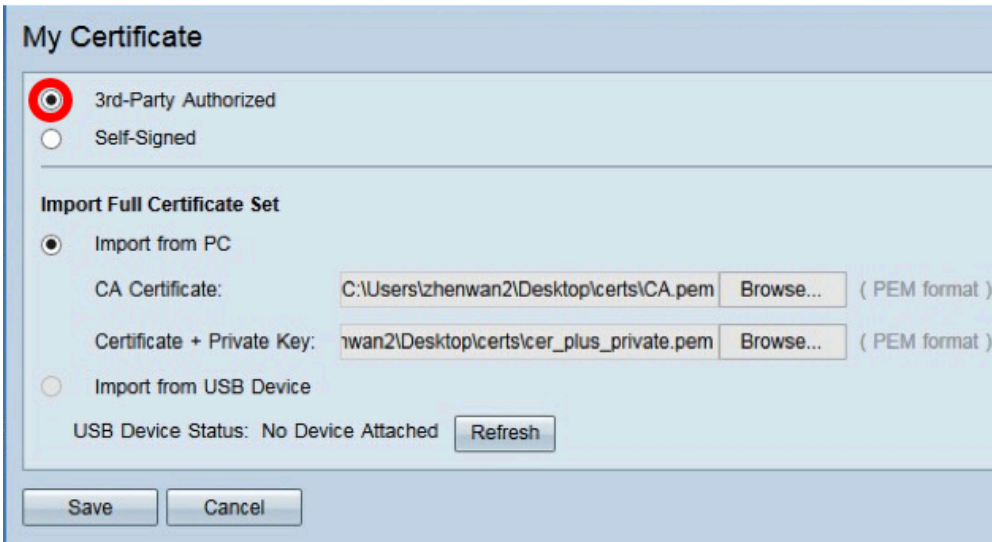 My Certificate
3rd-Party Authorized
Self-Signed
Import Full Certificate Set
Import from PC
CA Certificate: C:\Users\zhenwan2\Desktop\certs\CA.pem Browse... ( PEM format )
Certificate + Private Key: wan2\Desktop\certs\cer_plus_private.pem Browse... ( PEM format )
Import from USB Device
USB Device Status: No Device Attached Refresh
Save Cancel